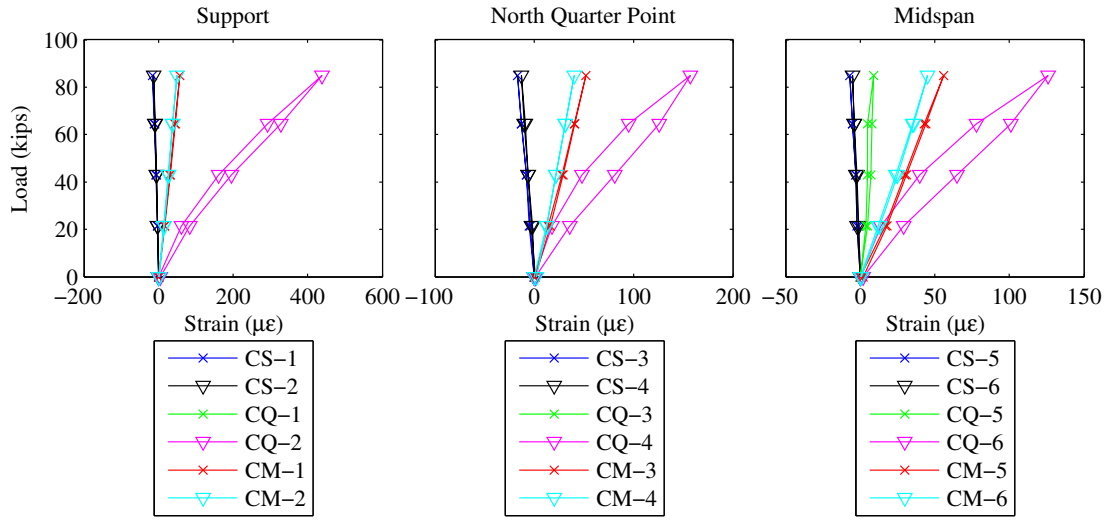 Support
North Quarter Point
Midspan
Load (kips)
100
80
60
40
20
0
−200 0 200 400 600
−100 0 100 200
−50 0 50 100 150
Strain (με)
Strain (με)
Strain (με)
CS−1
CS−2
CQ−1
CQ−2
CM−1
CM−2
CS−3
CS−4
CQ−3
CQ−4
CM−3
CM−4
CS−5
CS−6
CQ−5
CQ−6
CM−5
CM−6